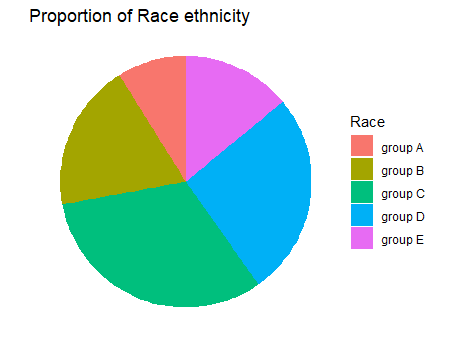 Proportion of Race ethnicity
Race
group A
group B
group C
group D
group E